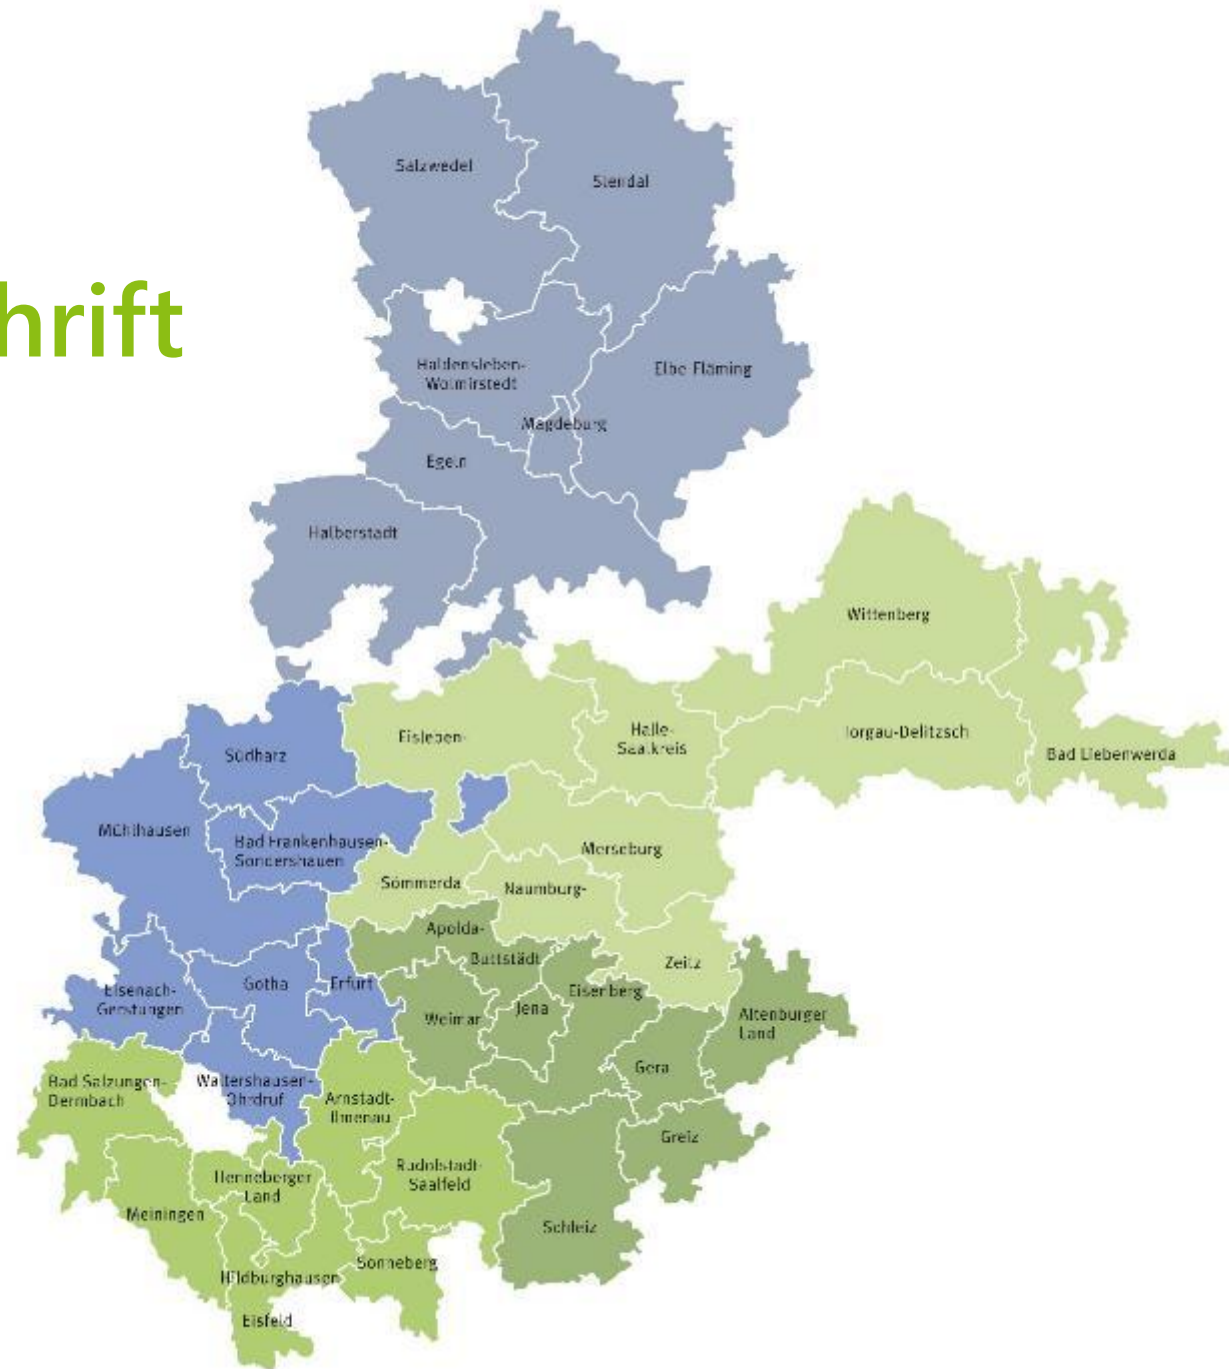 hrift
Salzwedel
Stendal
Haldensleben-
Wolmirstedt
Elbe-Fläming
Magdeburg
Egeln
Halberstadt
Wittenberg
Eisleben-
Halle-
Saalkreis
Torgau-Delitzsch
Bad Liebenwerda
Südharz
Mühlhausen
Bad Frankenhausen-
Sondershauen
Merseburg
Sömmerda
Naumburg-
Apolda-
Buttstädt
Zeitz
Eisenach-
Gerstungen
Gotha
Erfurt
Eisenberg
Weimar
Jena
Altenburger
Land
Gera
Bad Salzungen-
Dermbach
Waltershausen-
Ohrdruf
Arnstadt-
Ilmenau
Greiz
Henneberger
Land
Rudolstadt-
Saalfeld
Meiningen
Schleiz
Sonneberg
Hildburghausen
Eisfeld